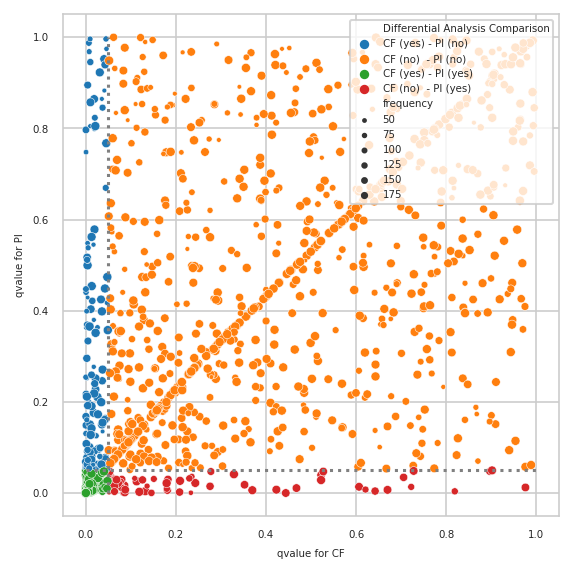 Differential Analysis Comparison
CF (yes) - PI (no)
CF (no)  - PI (no)
CF (yes) - PI (yes)
CF (no)  - PI (yes)
frequency
50
75
100
125
150
175
1.0
0.8
0.6
0.4
0.2
0.0
qvalue for PI
0.0
0.2
0.4
0.6
0.8
1.0
qvalue for CF